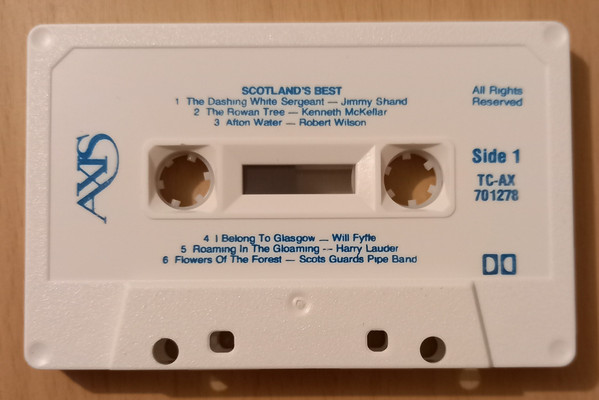 SCOTLAND'S BEST
1 The Dashing White Sergeant — Jimmy Shand
2 The Rowan Tree — Kenneth McKellar
3 Afton Water — Robert Wilson
All Rights
Reserved
AXIS
Side 1
TC-AX
701278
4 I Belong To Glasgow — Will Fyffe
5 Roaming In The Gloaming -- Harry Lauder
6 Flowers Of The Forest — Scots Guards Pipe Band